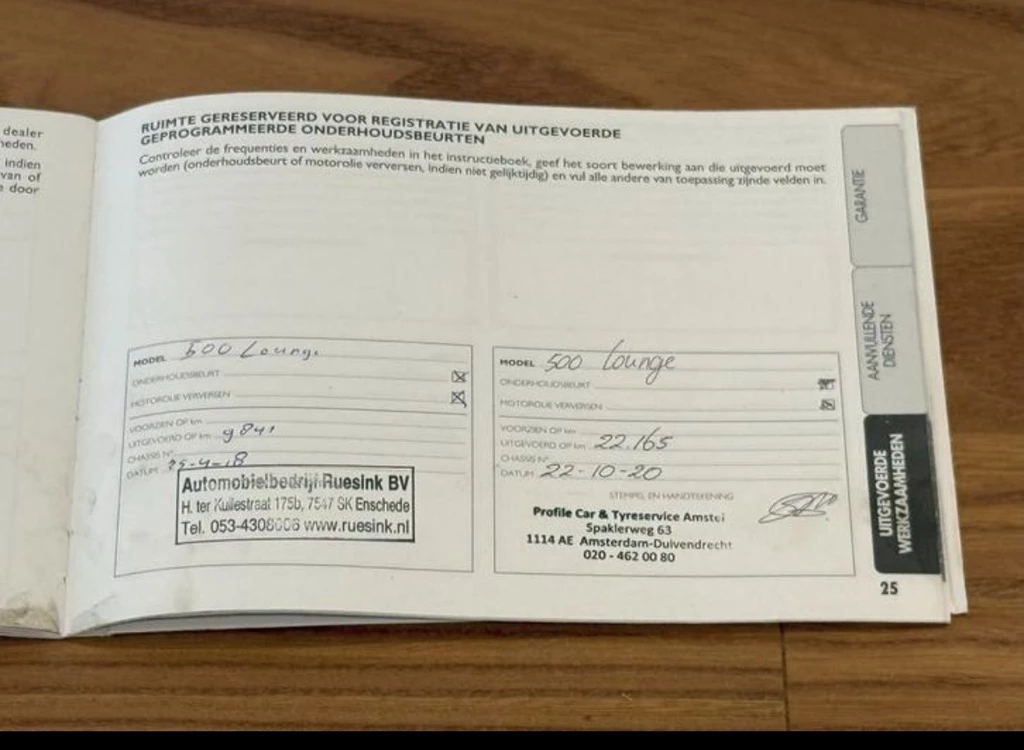 dealer
heden.
indien
van of
e door
RUIMTE GERESERVEERD VOOR REGISTRATIE VAN UITGEVOERDE
GEPROGRAMMEERDE ONDERHOUDSBEURTEN
Controleer de frequenties en werkzaamheden in het instructieboek, geef het soort bewerking aan die uitgevoerd moet
worden (onderhoudsbeurt of motorolie verversen, indien niet gelijktijdig) en vul alle andere van toepasting zijnde velden in.
MODEL 500 Lounge
ONDERHOUDSBEURT
MOTOROLIE VERVERSEN
VOORZIEN OP km
UITGEVOERD OP km 9841
CHASSIS N°
DATUM 25-4-18
Automobielbedrijf Ruesink BV
H. ter Kuilestraat 175b, 7547 SK Enschede
Tel. 053-4308006 www.ruesink.nl
MODEL 500 lounge
ONDERHOUDSBEURT
MOTOROLIE VERVERSEN
VOORZIEN OP km
UITGEVOERD OP km 22.165
CHASSIS N°
DATUM 22-10-20
STEMPEL EN HANDTEKENING
Profile Car & Tyreservice Amstel
Spaklerweg 63
1114 AE Amsterdam-Duivendrecht
020 - 462 00 80
GARANTIE
AANVULLENDE
DIENSTEN
UITGEVOERDE
WERKZAAMHEDEN
25